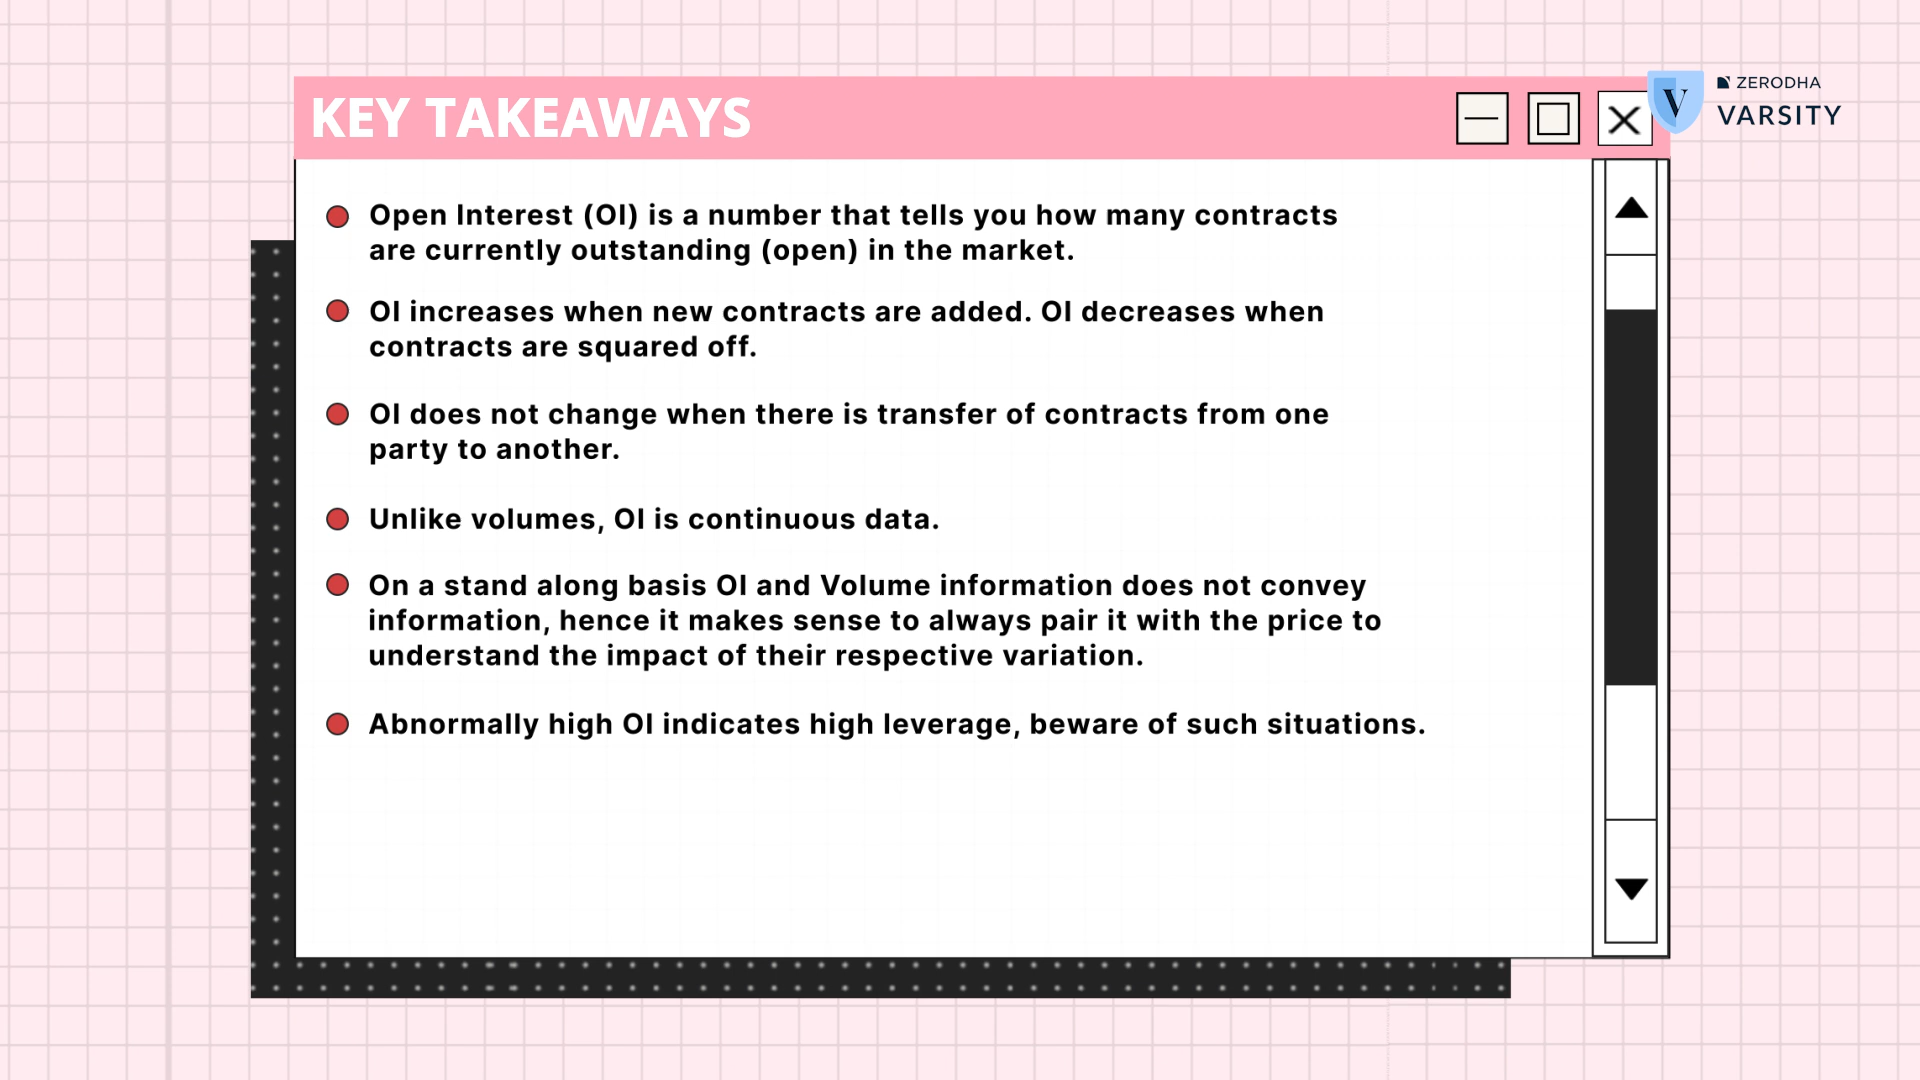 KEY TAKEAWAYS
ZERODHA
VARSITY
Open Interest (OI) is a number that tells you how many contracts
are currently outstanding (open) in the market.
OI increases when new contracts are added. OI decreases when
contracts are squared off.
OI does not change when there is transfer of contracts from one
party to another.
Unlike volumes, OI is continuous data.
On a stand along basis OI and Volume information does not convey
information, hence it makes sense to always pair it with the price to
understand the impact of their respective variation.
Abnormally high OI indicates high leverage, beware of such situations.